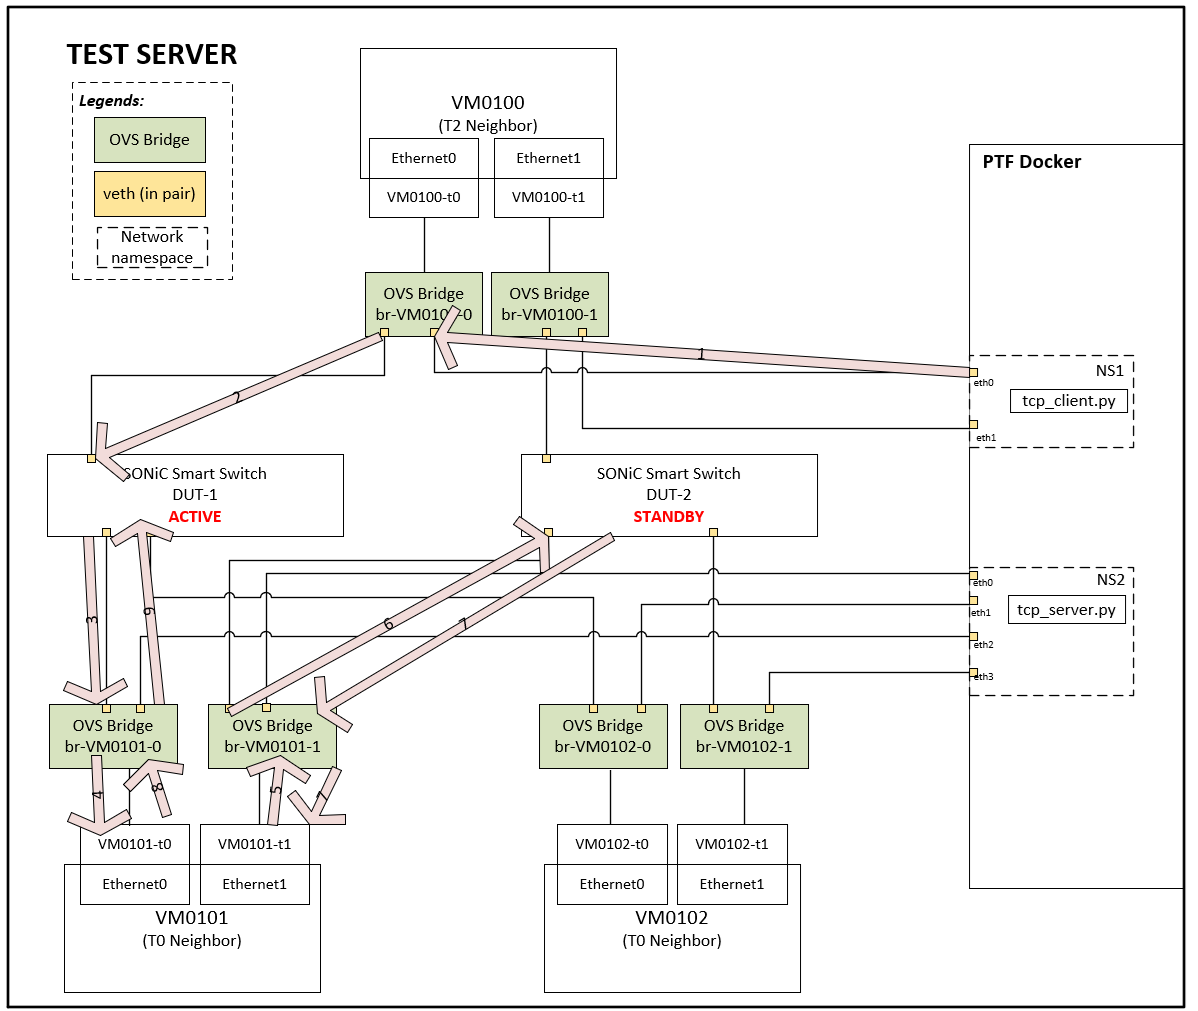 TEST SERVER
Legends:
OVS Bridge
veth (in pair)
Network
namespace
VM0100
(T2 Neighbor)
Ethernet0
Ethernet1
VM0100-t0
VM0100-t1
OVS Bridge
br-VM0100-0
OVS Bridge
br-VM0100-1
PTF Docker
1
eth0
NS1
tcp_client.py
eth1
2
SONiC Smart Switch
DUT-1
ACTIVE
SONiC Smart Switch
DUT-2
STANDBY
eth0
NS2
eth1
tcp_server.py
eth2
eth3
3
9
6
7
OVS Bridge
br-VM0101-0
OVS Bridge
br-VM0101-1
OVS Bridge
br-VM0102-0
OVS Bridge
br-VM0102-1
4
8
5
7
VM0101-t0
VM0101-t1
Ethernet0
Ethernet1
VM0101
(T0 Neighbor)
VM0102-t0
VM0102-t1
Ethernet0
Ethernet1
VM0102
(T0 Neighbor)